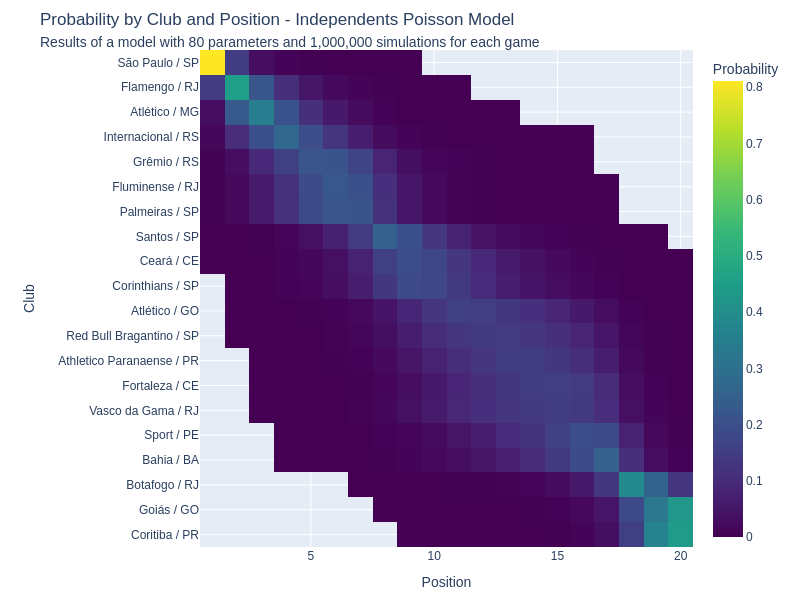 Probability by Club and Position - Independents Poisson Model
Results of a model with 80 parameters and 1,000,000 simulations for each game
Probability
São Paulo / SP
Flamengo / RJ
Atlético / MG
Internacional / RS
Grêmio / RS
Fluminense / RJ
Palmeiras / SP
Santos / SP
Ceará / CE
Corinthians / SP
Atlético / GO
Red Bull Bragantino / SP
Athletico Paranaense / PR
Fortaleza / CE
Vasco da Gama / RJ
Sport / PE
Bahia / BA
Botafogo / RJ
Goiás / GO
Coritiba / PR
Club
5
10
15
20
Position
0.8
0.7
0.6
0.5
0.4
0.3
0.2
0.1
0